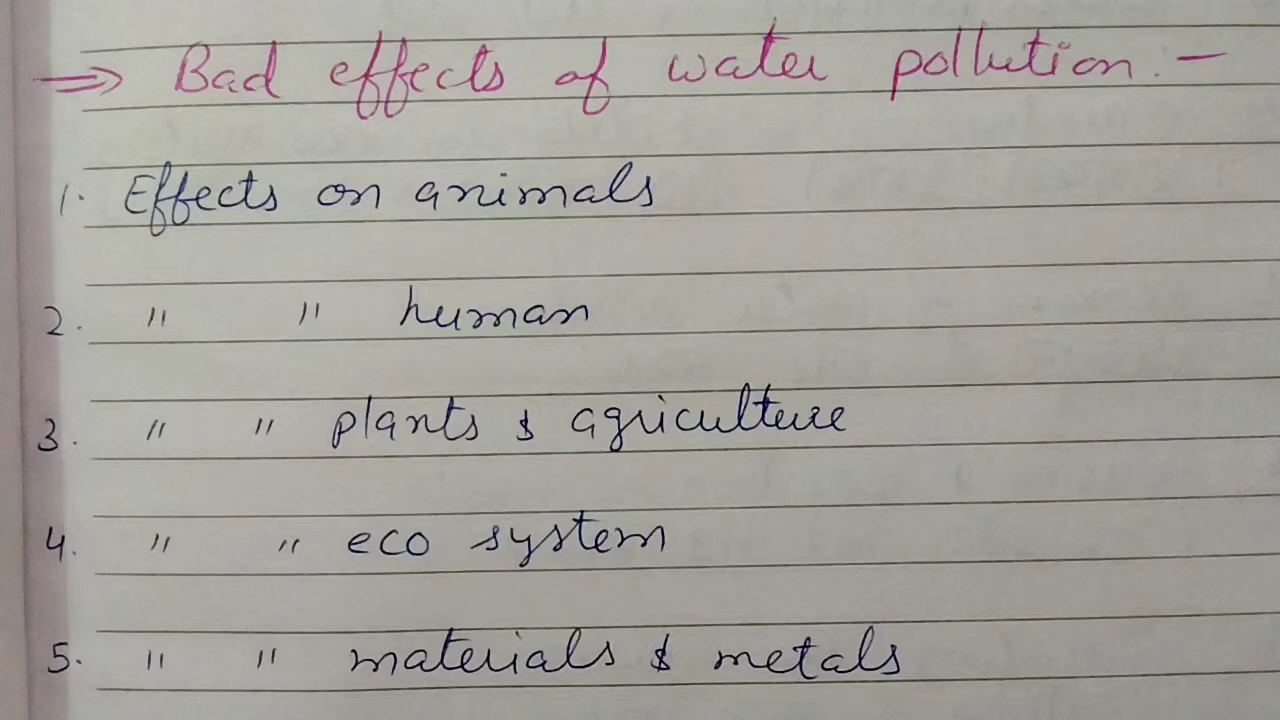 ⇒ Bad effects of water pollution :-
1. Effects on animals
2. " " human
3. " " plants & agriculture
4. " " eco system
5. " " materials & metals